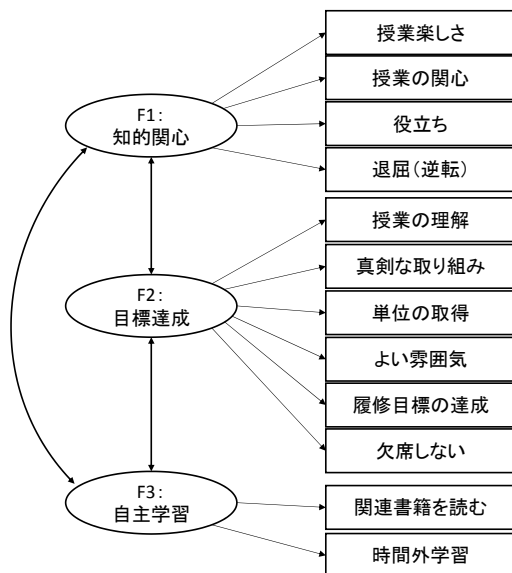 授業楽しさ
授業の関心
F1:
知的関心
役立ち
退屈(逆転)
授業の理解
真剣な取り組み
F2:
目標達成
単位の取得
よい雰囲気
履修目標の達成
欠席しない
F3:
自主学習
関連書籍を読む
時間外学習